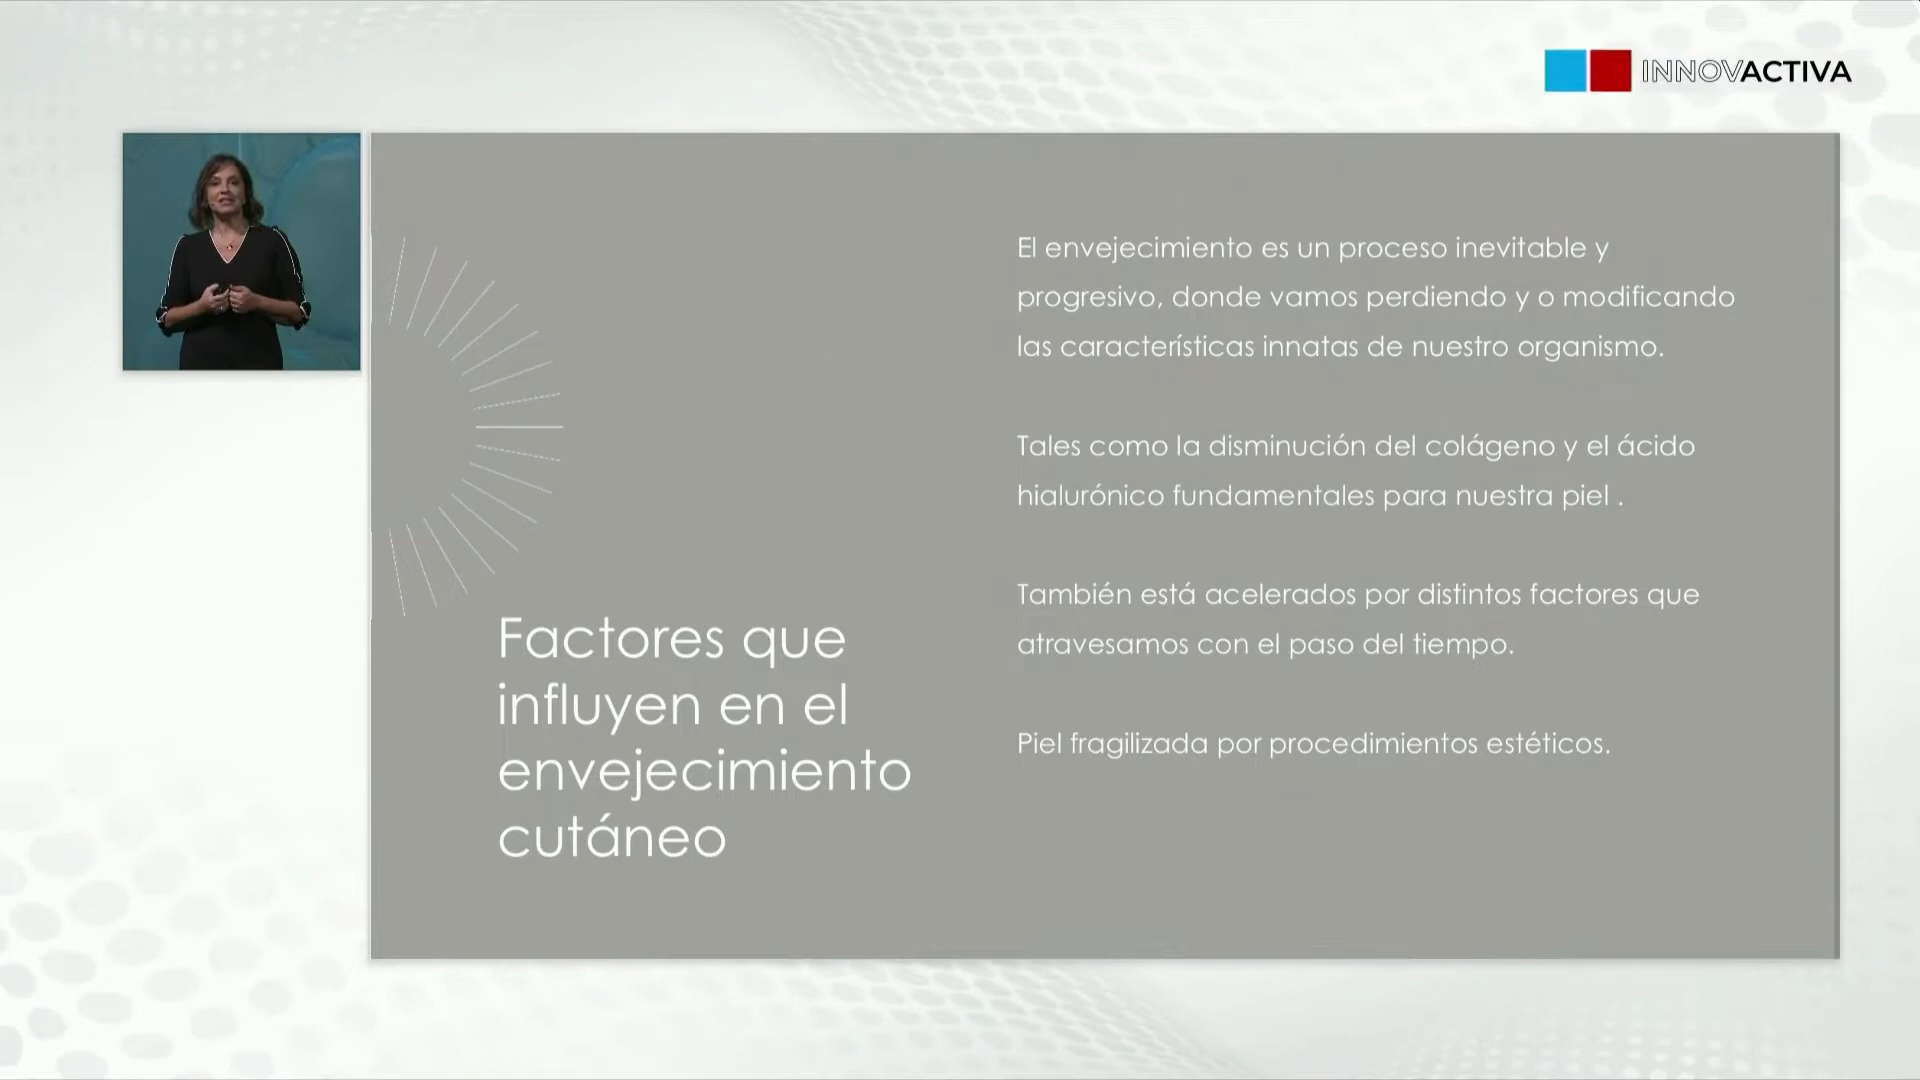 INNOVACTIVA
Factores que
influyen en el
envejecimiento
cutáneo
El envejecimiento es un proceso inevitable y
progresivo, donde vamos perdiendo y o modificando
las características innatas de nuestro organismo.
Tales como la disminución del colágeno y el ácido
hialurónico fundamentales para nuestra piel .
También está acelerados por distintos factores que
atravesamos con el paso del tiempo.
Piel fragilizada por procedimientos estéticos.